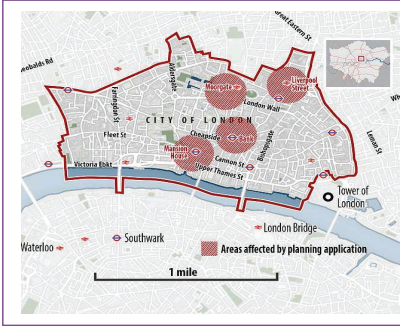 Great Eastern St
Theobalds Rd
Aldersgate
Moorgate
Liverpool
Street
Farringdon St
London Wall
CITY OF LONDON
Fleet St
Cheapside
Bank
Bishopsgate
Leman St
Mansion
House
Cannon St
Victoria Ebkt
Upper Thames St
Tower of
London
London Bridge
Waterloo
Southwark
Areas affected by planning application
1 mile